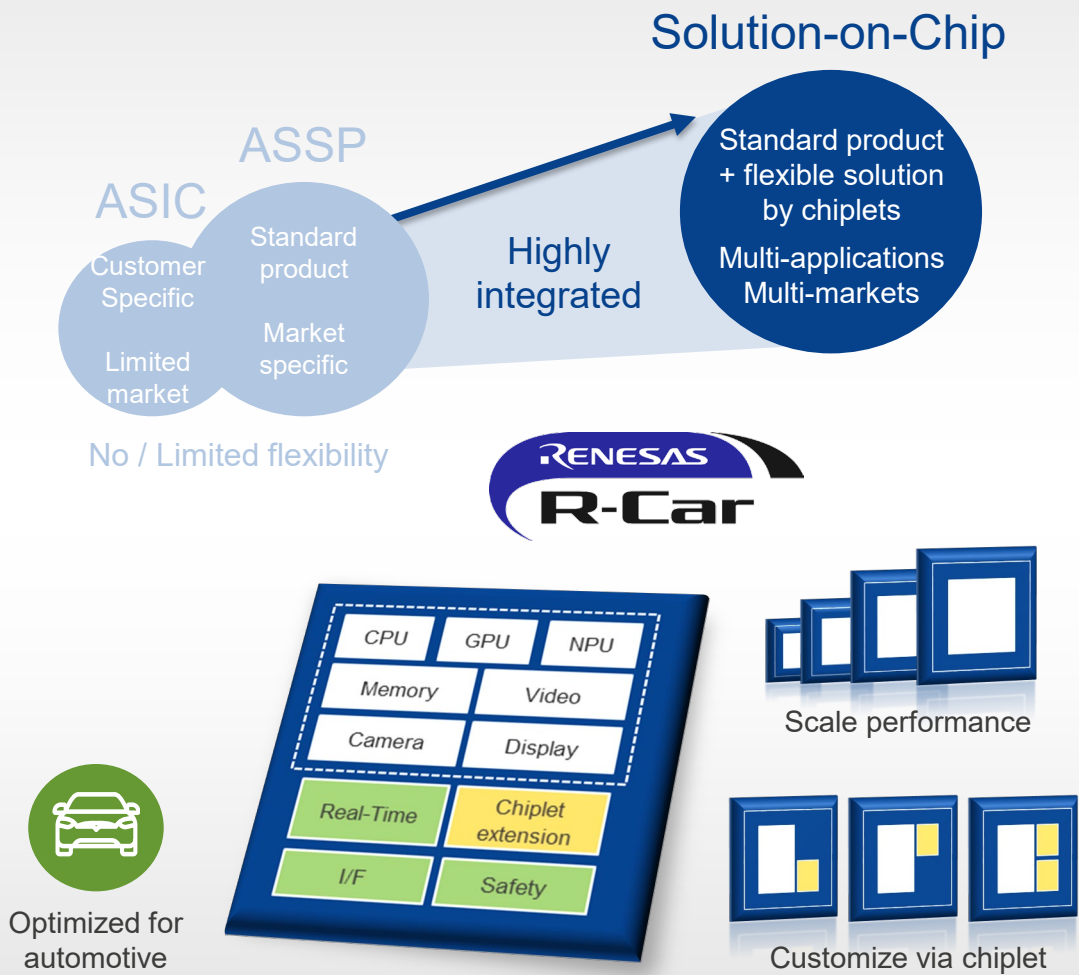 Solution-on-Chip
ASSP
ASIC
Customer
Specific
Limited
market
Standard
product
Market
specific
Highly
integrated
Standard product
+ flexible solution
by chiplets
Multi-applications
Multi-markets
No / Limited flexibility
RENESAS
R-Car
CPU
GPU
NPU
Memory
Video
Camera
Display
Real-Time
Chiplet
extension
I/F
Safety
Scale performance
Optimized for
automotive
Customize via chiplet